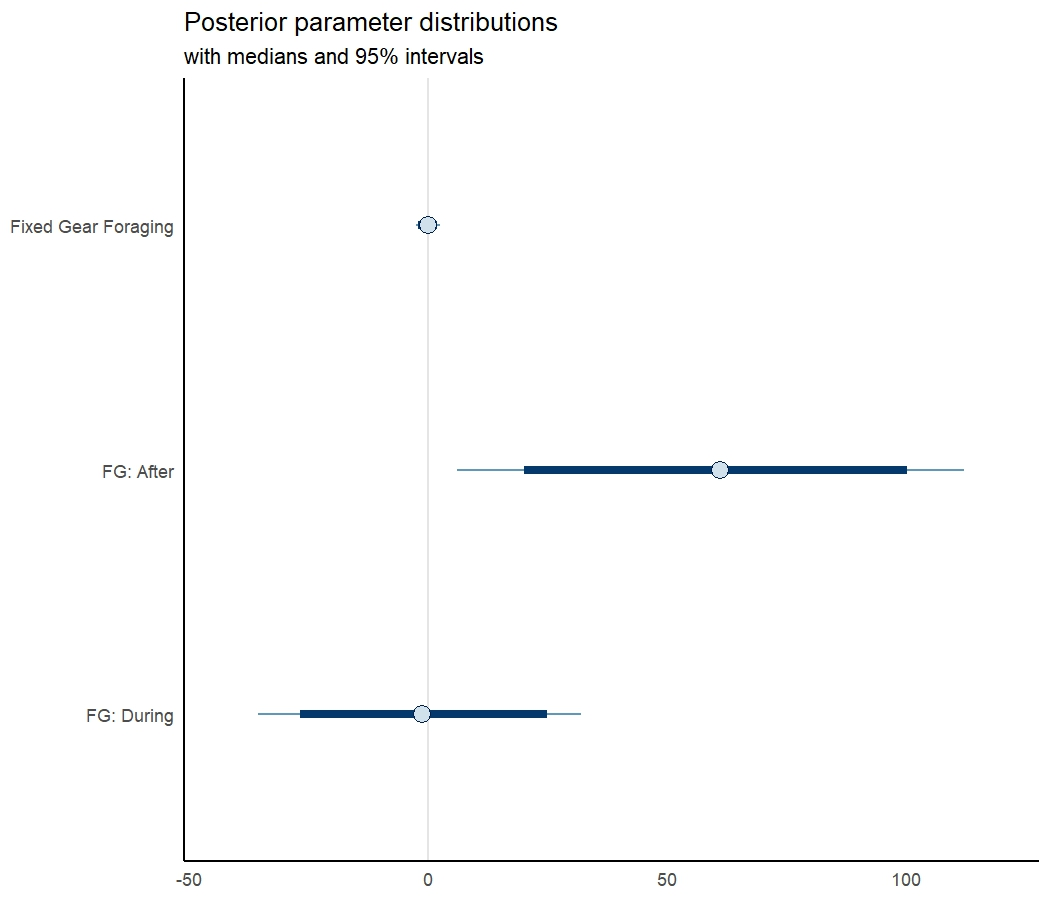 Posterior parameter distributions
with medians and 95% intervals
Fixed Gear Foraging
FG: After
FG: During
-50 0 50 100